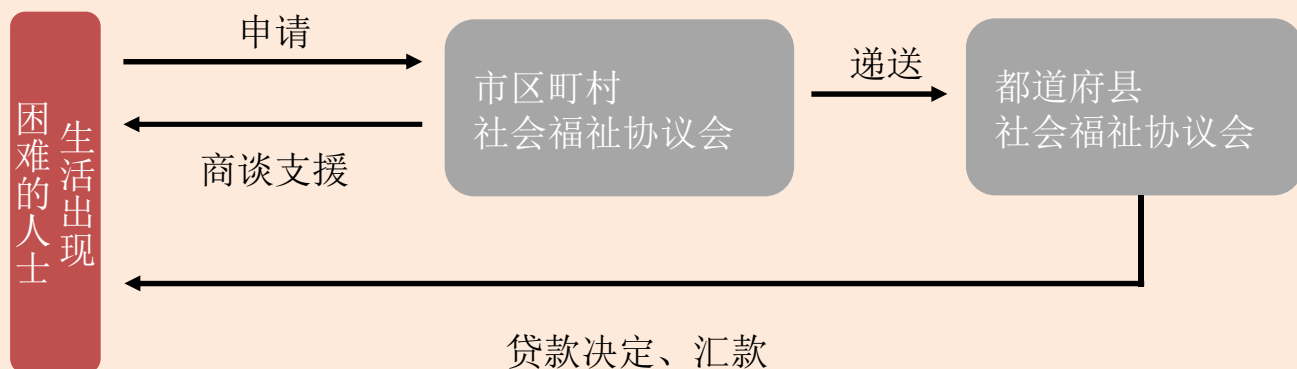 生活出现
困难的人士
申请
商谈支援
市区町村
社会福祉协议会
递送
都道府县
社会福祉协议会
贷款决定、汇款